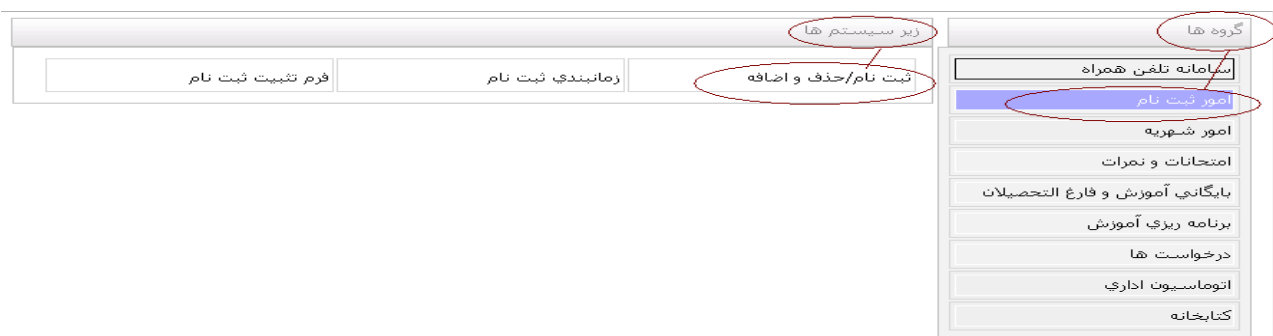 گروه ها
سامانه تلفن همراه
امور ثبت نام
امور شهریه
امتحانات و نمرات
بايگاني آموزش و فارغ التحصيلان
برنامه ريزي آموزش
درخواست ها
اتوماسيون اداري
كتابخانه
زير سيستم ها
ثبت نام/حذف و اضافه
زمانبندي ثبت نام
فرم تثبيت ثبت نام